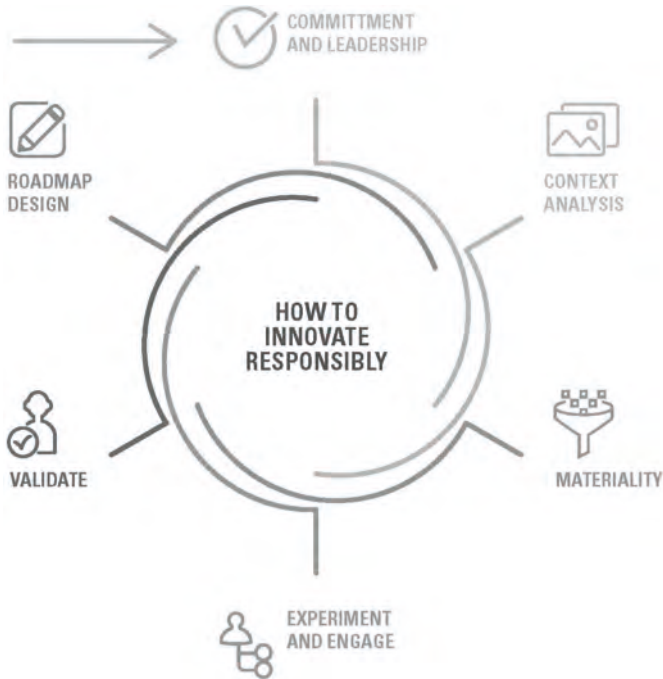 COMMITTMENT
AND LEADERSHIP
CONTEXT
ANALYSIS
MATERIALITY
EXPERIMENT
AND ENGAGE
VALIDATE
ROADMAP
DESIGN
HOW TO
INNOVATE
RESPONSIBLY